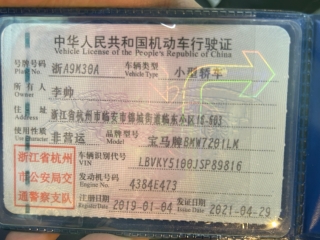 中华人民共和国机动车行驶证
Vehicle License of the People's Republic of China
号牌号码 Plate No. 浙A9M30A 车辆类型 Vehicle Type 小型轿车
所有人 Owner 李帅
住址 浙江省杭州市临安市锦城街道临东小区18-503
使用性质 Use Character 非营运 品牌型号 Model 宝马牌BMW7201LM
浙江省杭州市公安局交通警察支队
车辆识别代号 VIN LBVKY5100JSP89816
发动机号码 Engine No. 4384E473
注册日期 Register Date 2019-01-04 发证日期 Issue Date 2021-04-29